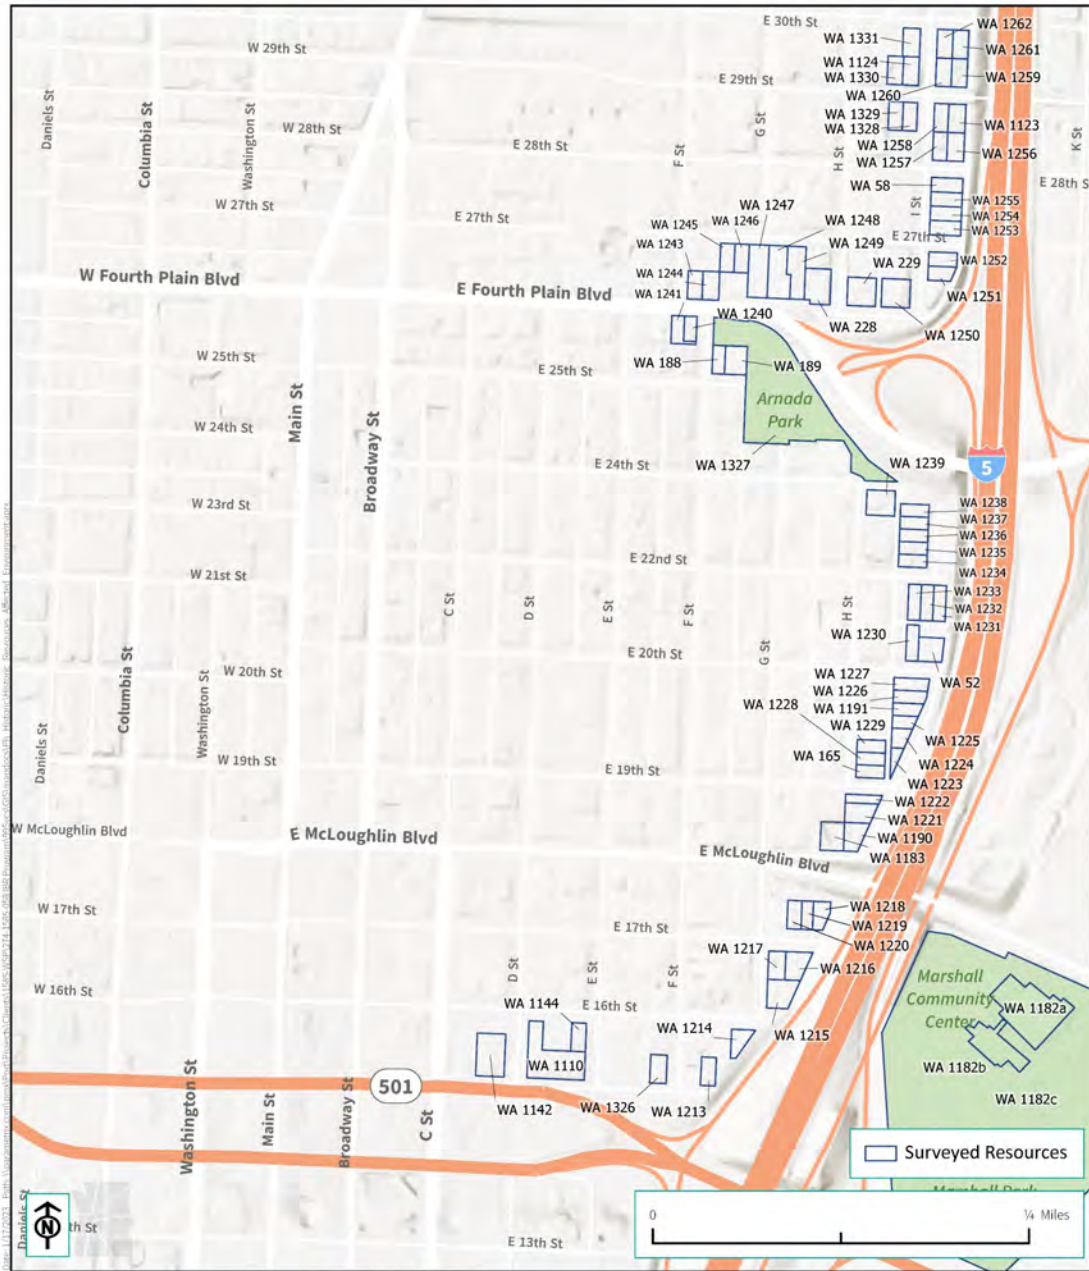 E 30th St
WA 1262
W 29th St
WA 1331
WA 1261
WA 1124
WA 1330
E 29th St
WA 1259
WA 1260
Daniels St
Columbia St
Washington St
W 28th St
WA 1329
WA 1328
G St
WA 1123
K St
E 28th St
F St
H St
WA 1258
WA 1257
WA 1256
E 28th S
WA 58
W 27th St
E 27th St
WA 1247
I St
WA 1255
WA 1254
WA 1253
WA 1245
WA 1246
WA 1248
E 27th St
WA 1243
WA 1249
WA 1252
W Fourth Plain Blvd
WA 1244
WA 229
E Fourth Plain Blvd
WA 1241
WA 1251
WA 1240
WA 228
WA 1250
W 25th St
WA 188
WA 189
E 25th St
Arnada
Park
Main St
Broadway St
W 24th St
WA 1327
E 24th St
WA 1239
5
W 23rd St
WA 1238
WA 1237
WA 1236
WA 1235
E 22nd St
WA 1234
W 21st St
WA 1233
WA 1232
WA 1231
C St
D St
E St
F St
H St
G St
WA 1230
E 20th St
Columbia St
W 20th St
WA 52
WA 1227
WA 1226
WA 1191
WA 1228
WA 1229
WA 1225
Daniels St
Washington St
W 19th St
WA 165
WA 1224
E 19th St
WA 1223
WA 1222
WA 1221
W McLoughlin Blvd
E McLoughlin Blvd
WA 1190
E McLoughlin Blvd
WA 1183
W 17th St
WA 1218
WA 1219
E 17th St
WA 1220
WA 1217
WA 1216
D St
E St
F St
Marshall
Community
Center
W 16th St
WA 1144
E 16th St
WA 1182a
WA 1214
WA 1215
WA 1110
WA 1182b
501
WA 1142
WA 1326
WA 1213
WA 1182c
Washington St
Main St
Broadway St
C St
Surveyed Resources
Marshall Park
Daniels St
N
th St
E 13th St
0
¼ Miles